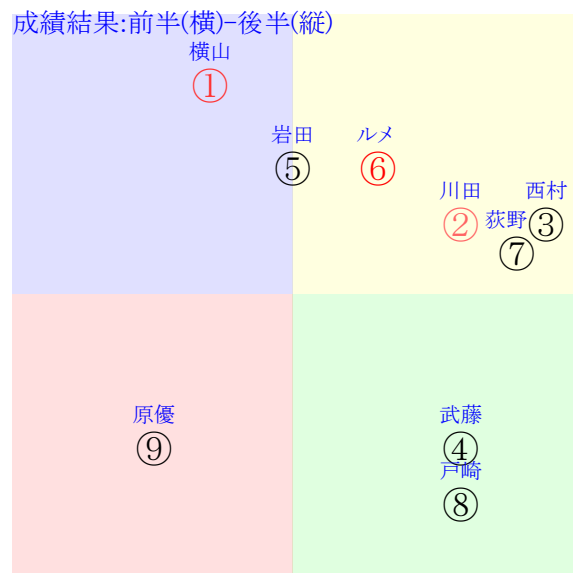 成績結果:前半(横)-後半(縦)
横山
①
岩田
⑤
ルメ
⑥
川田
②
西村
③
荻野
⑦
原優
⑨
武藤
④
戸崎
⑧